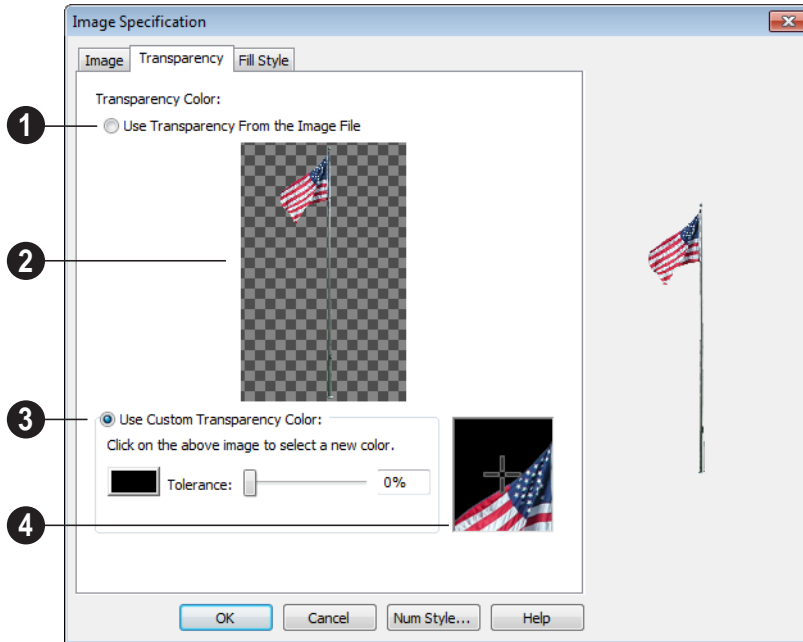 Image Specification
Image Transparency Fill Style
Transparency Color:
1 Use Transparency From the Image File
2
3 Use Custom Transparency Color:
Click on the above image to select a new color.
Tolerance: 0%
4
OK Cancel Num Style... Help